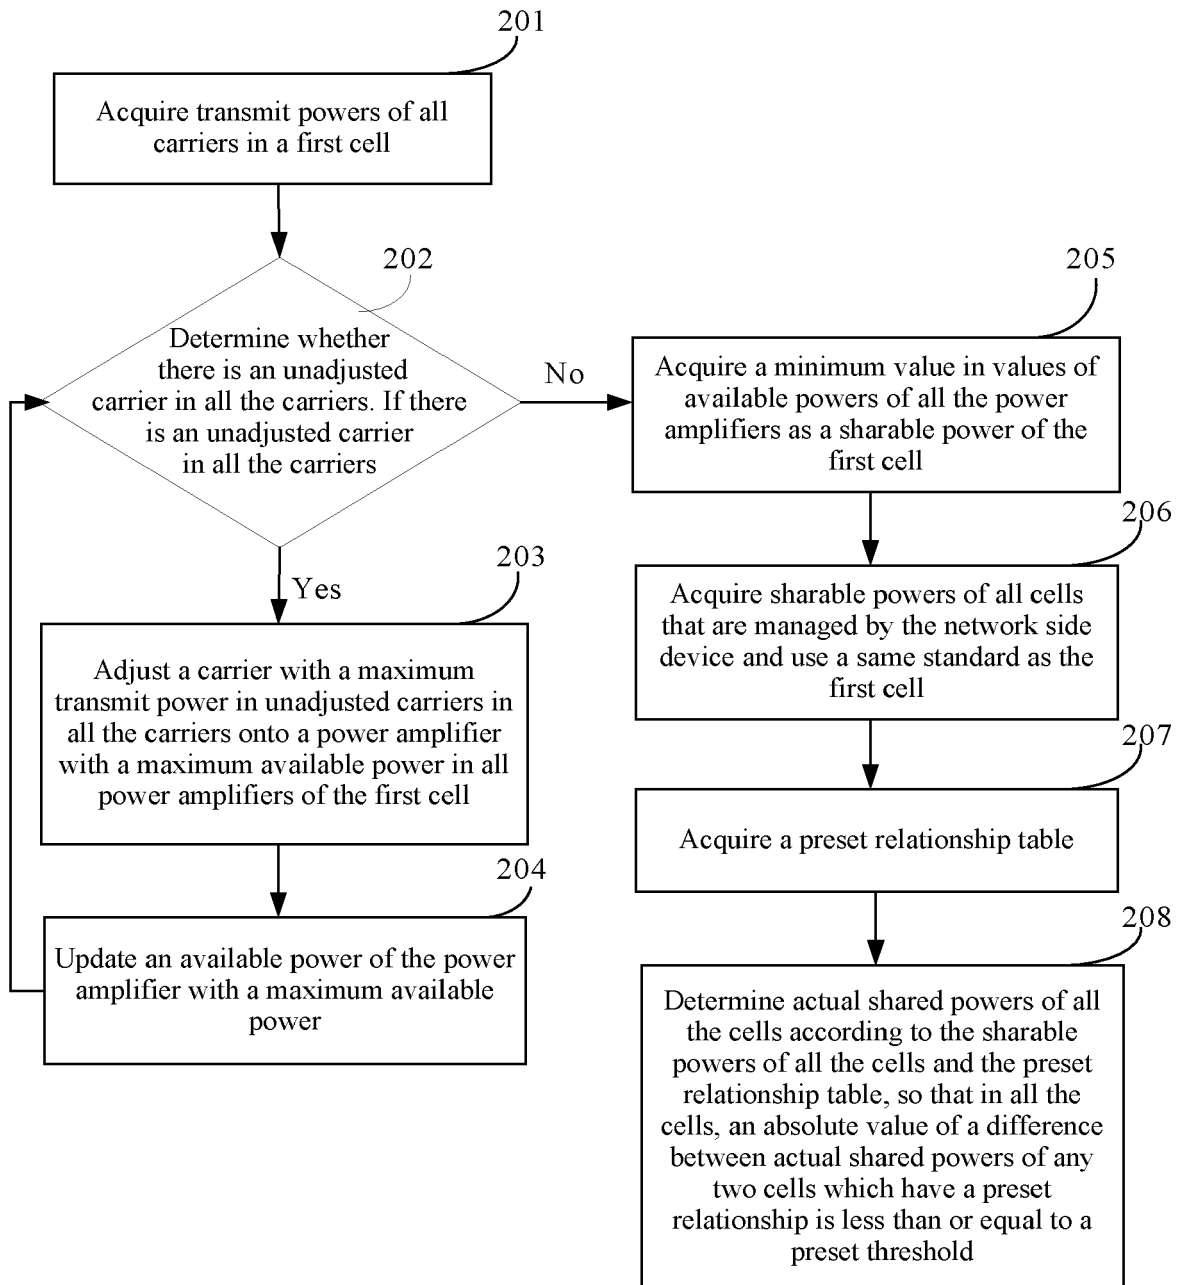 201
Acquire transmit powers of all
carriers in a first cell
202
Determine whether
there is an unadjusted
carrier in all the carriers. If there
is an unadjusted carrier
in all the carriers
No
Yes
203
Adjust a carrier with a maximum
transmit power in unadjusted carriers in
all the carriers onto a power amplifier
with a maximum available power in all
power amplifiers of the first cell
204
Update an available power of the power
amplifier with a maximum available
power
205
Acquire a minimum value in values of
available powers of all the power
amplifiers as a sharable power of the
first cell
206
Acquire sharable powers of all cells
that are managed by the network side
device and use a same standard as the
first cell
207
Acquire a preset relationship table
208
Determine actual shared powers of all
the cells according to the sharable
powers of all the cells and the preset
relationship table, so that in all the
cells, an absolute value of a difference
between actual shared powers of any
two cells which have a preset
relationship is less than or equal to a
preset threshold